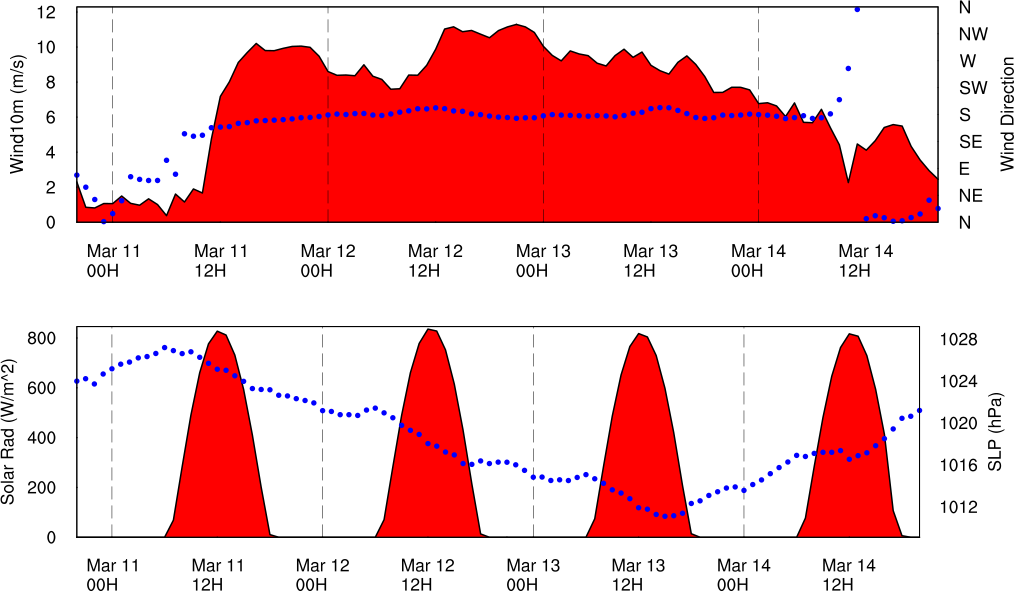 12
10
8
6
4
2
0
Wind10m (m/s)
N
NW
W
SW
S
SE
E
NE
N
Wind Direction
Mar 11 Mar 11 Mar 12 Mar 12 Mar 13 Mar 13 Mar 14 Mar 14
00H 12H 00H 12H 00H 12H 00H 12H
800
600
400
200
0
Solar Rad (W/m^2)
1028
1024
1020
1016
1012
SLP (hPa)
Mar 11 Mar 11 Mar 12 Mar 12 Mar 13 Mar 13 Mar 14 Mar 14
00H 12H 00H 12H 00H 12H 00H 12H